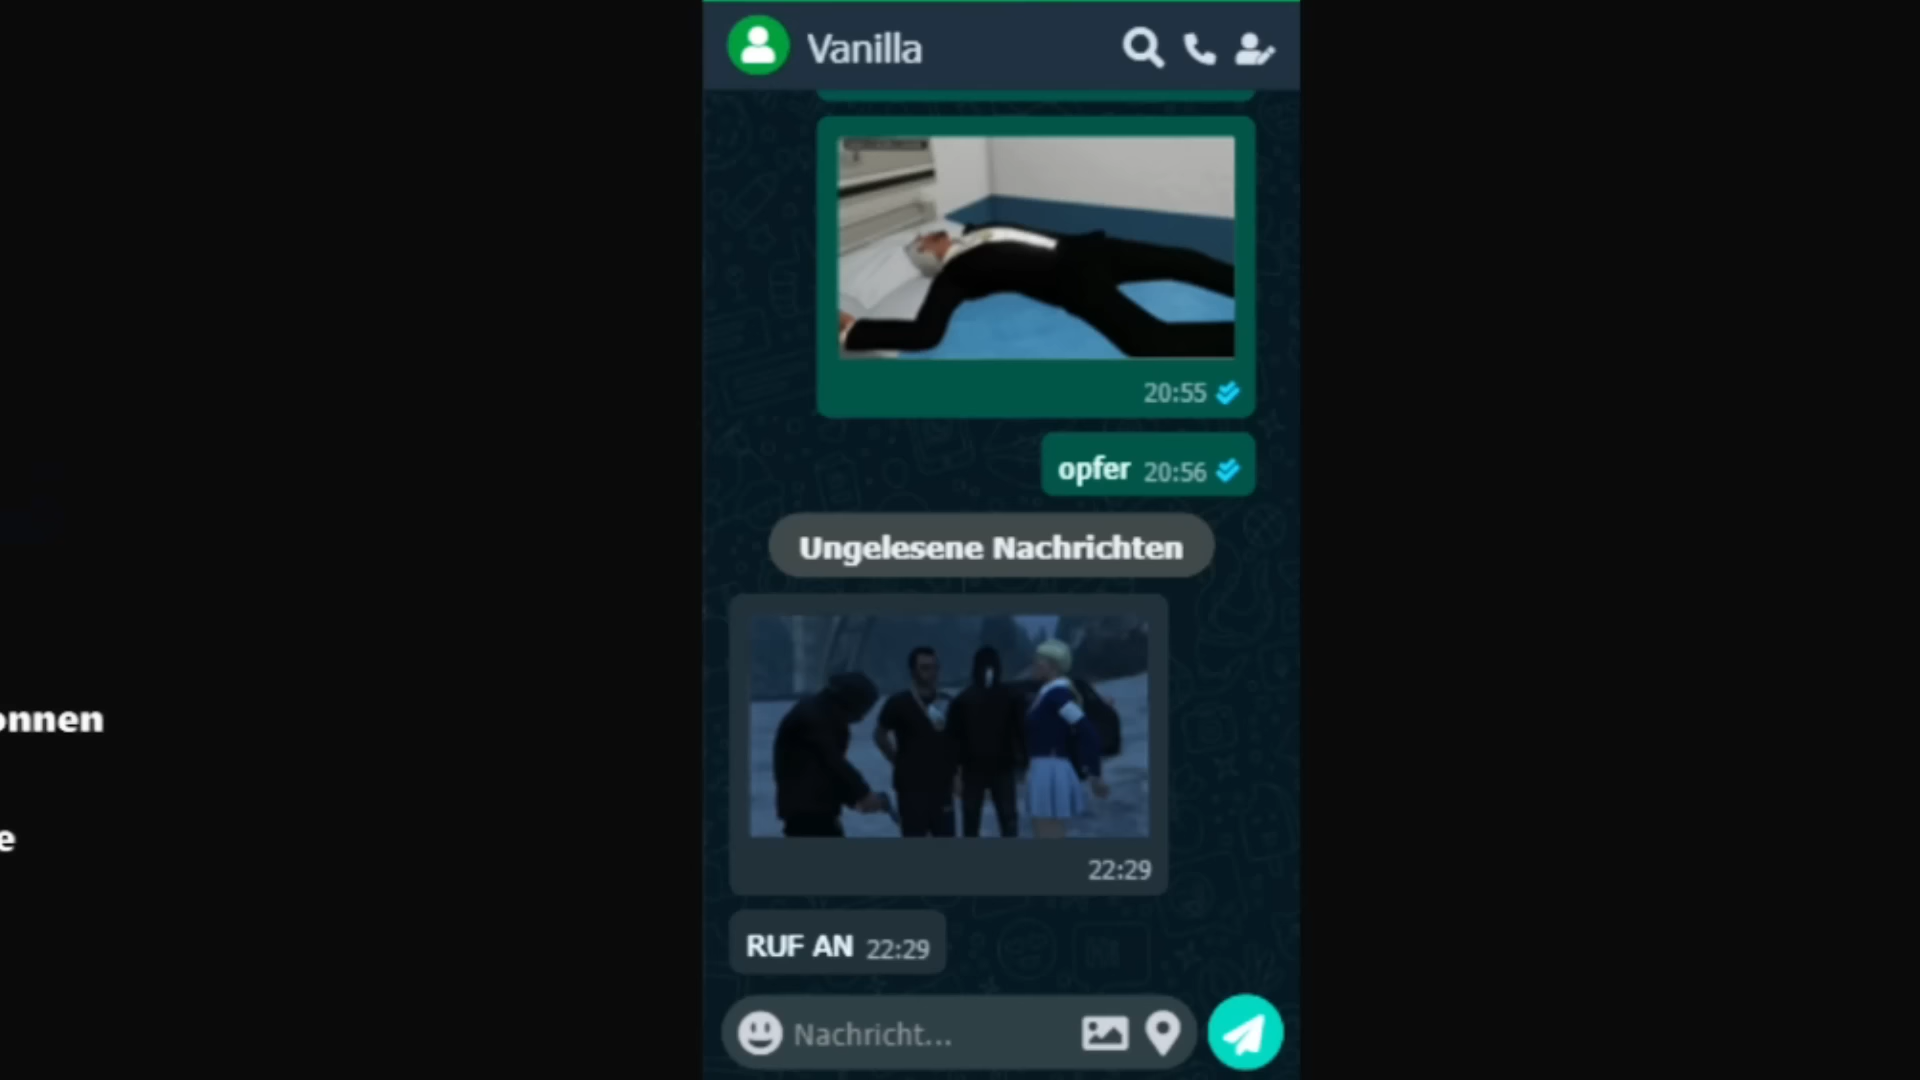 Vanilla
20:55
opfer 20:56
Ungelesene Nachrichten
22:29
RUF AN 22:29
Nachricht...
onnen
e